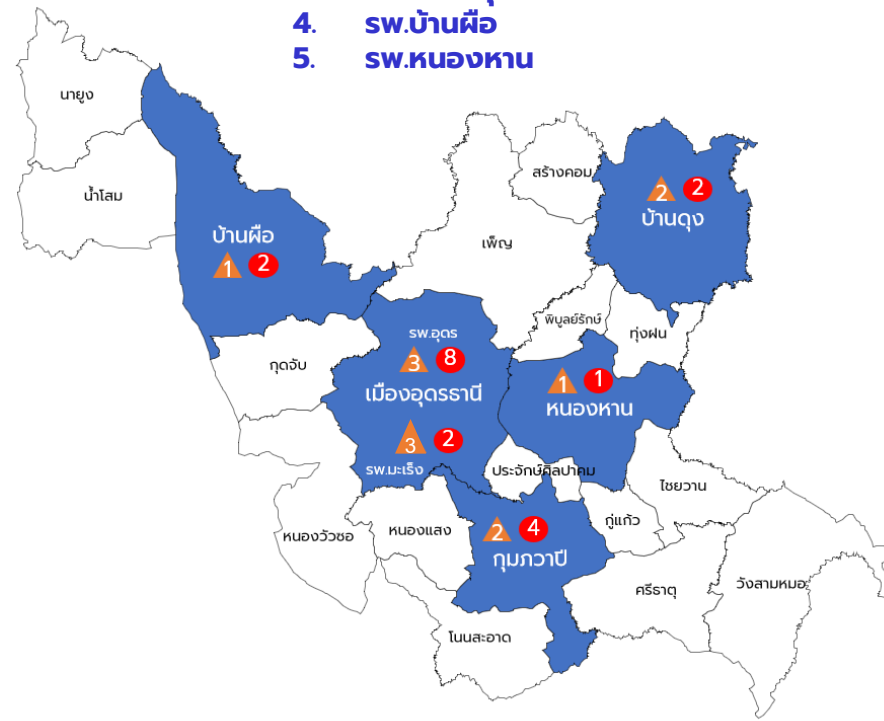 4. รพ.บ้านผือ
5. รพ.หนองหาน
นายูง
สร้างคอม
น้ำโสม
2 2
บ้านดุง
บ้านผือ
เพ็ญ
1 2
พิบูลย์รักษ์
ทุ่งฝน
รพ.อุดร
กุดจับ
3 8
1 1
เมืองอุดรธานี
หนองหาน
3 2
รพ.มะเร็ง
ประจักษ์ศิลปาคม
ไชยวาน
หนองวัวซอ
หนองแสง
2 4
กู่แก้ว
กุมภวาปี
ศรีธาตุ
วังสามหมอ
โนนสะอาด